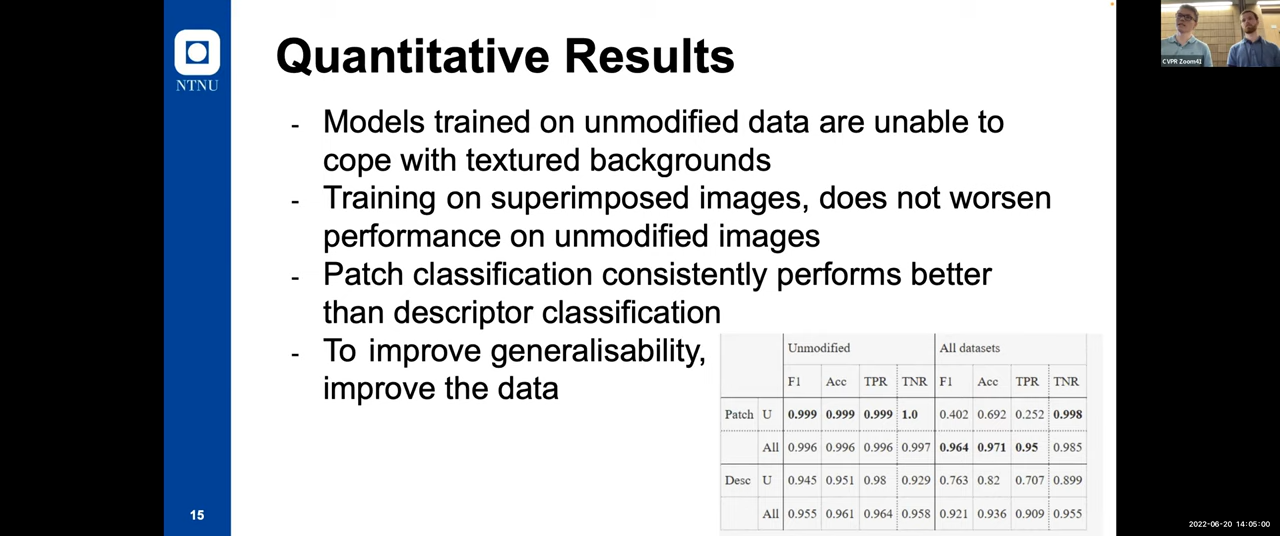 Quantitative Results
NTNU
CVPR Zoom41
- Models trained on unmodified data are unable to
cope with textured backgrounds
- Training on superimposed images, does not worsen
performance on unmodified images
- Patch classification consistently performs better
than descriptor classification
- To improve generalisability,
improve the data
Unmodified All datasets
F1 Acc TPR TNR F1 Acc TPR TNR
Patch U 0.999 0.999 0.999 1.0 0.402 0.692 0.252 0.998
All 0.996 0.996 0.996 0.997 0.964 0.971 0.95 0.985
Desc U 0.945 0.951 0.98 0.929 0.763 0.82 0.707 0.899
All 0.955 0.961 0.964 0.958 0.921 0.936 0.909 0.955
15
2022-06-20 14:05:00